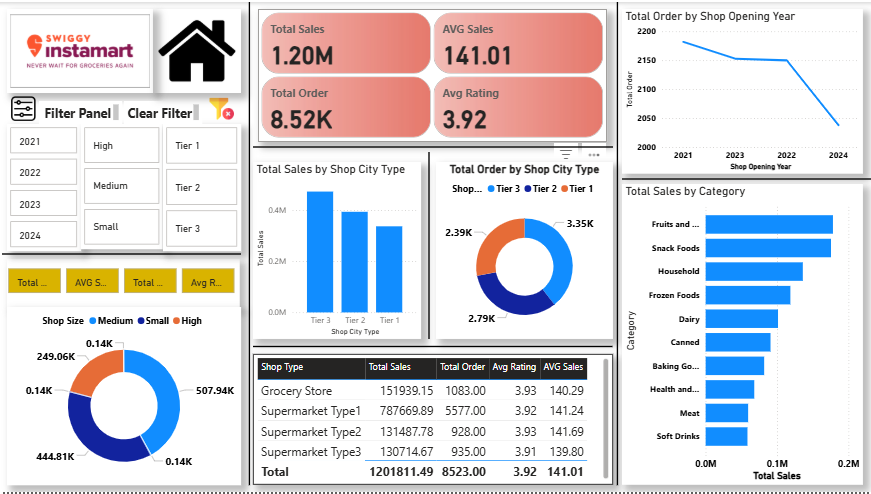 SWIGGY
instamart
NEVER WAIT FOR GROCERIES AGAIN
Filter Panel
Clear Filter
2021
2022
2023
2024
High
Medium
Small
Tier 1
Tier 2
Tier 3
Total ...
AVG S...
Total ...
Avg R...
Shop Size Medium Small High
0.14K
249.06K
0.14K
507.94K
444.81K
0.14K
Total Sales
1.20M
AVG Sales
141.01
Total Order
8.52K
Avg Rating
3.92
Total Sales by Shop City Type
Total Sales
0.4M
0.2M
0.0M
Tier 3 Tier 2 Tier 1
Shop City Type
Total Order by Shop City Type
Shop... Tier 3 Tier 2 Tier 1
2.39K
3.35K
2.79K
Shop Type Total Sales Total Order Avg Rating AVG Sales
Grocery Store 151939.15 1083.00 3.93 140.29
Supermarket Type1 787669.89 5577.00 3.92 141.24
Supermarket Type2 131487.78 928.00 3.93 141.69
Supermarket Type3 130714.67 935.00 3.91 139.80
Total 1201811.49 8523.00 3.92 141.01
Total Order by Shop Opening Year
Total Order
2200
2150
2100
2050
2000
2021 2023 2022 2024
Shop Opening Year
Total Sales by Category
Category
Fruits and ...
Snack Foods
Household
Frozen Foods
Dairy
Canned
Baking Go...
Health and...
Meat
Soft Drinks
0.0M 0.1M 0.2M
Total Sales